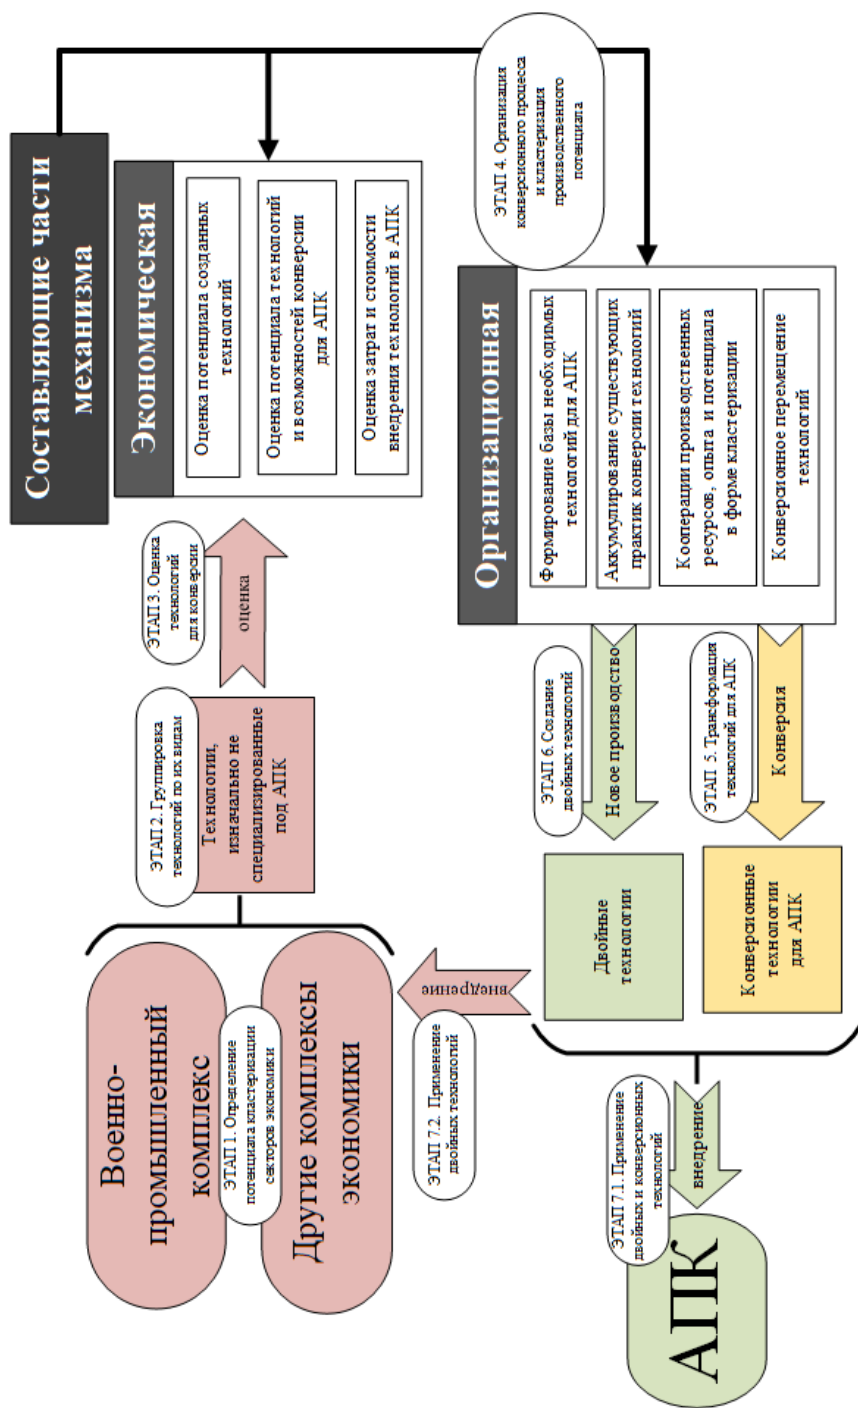 Составляющие части
механизма
Экономическая
Оценка потенциала созданных
технологий
Оценка потенциала технологий
и возможностей конверсии
для АПК
Оценка затрат и стоимости
внедрения технологий в АПК
ЭТАП 4. Организация
конверсионного процесса
и кластеризация
производственного
потенциала
Организационная
Формирование базы необходимых
технологий для АПК
Аккумулирование существующих
практик конверсии технологий
Кооперации производственных
ресурсов, опыта и потенциала
в форме кластеризации
Конверсионное перемещение
технологий
ЭТАП 3. Оценка
технологий
для конверсии
оценка
ЭТАП 2. Группировка
технологий по их видам
Технологии,
изначально не
специализированные
под АПК
Военно-
промышленный
комплекс
ЭТАП 1. Определение
потенциала кластеризации
секторов экономики
Другие комплексы
экономики
ЭТАП 6. Создание
двойных технологий
Новое производство
ЭТАП 5. Трансформация
технологий для АПК
Конверсия
Двойные
технологии
Конверсионные
технологии
для АПК
внедрение
ЭТАП 7.2. Применение
двойных технологий
ЭТАП 7.1. Применение
двойных и конверсионных
технологий
внедрение
АПК